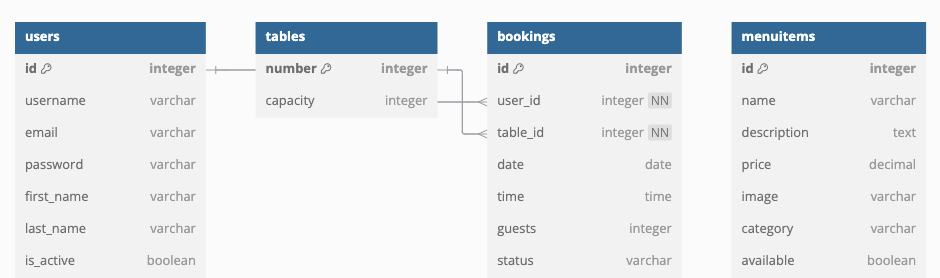 users
id integer
username varchar
email varchar
password varchar
first_name varchar
last_name varchar
is_active boolean
tables
number integer
capacity integer
bookings
id integer
user_id integer NN
table_id integer NN
date date
time time
guests integer
status varchar
menuitems
id integer
name varchar
description text
price decimal
image varchar
category varchar
available boolean